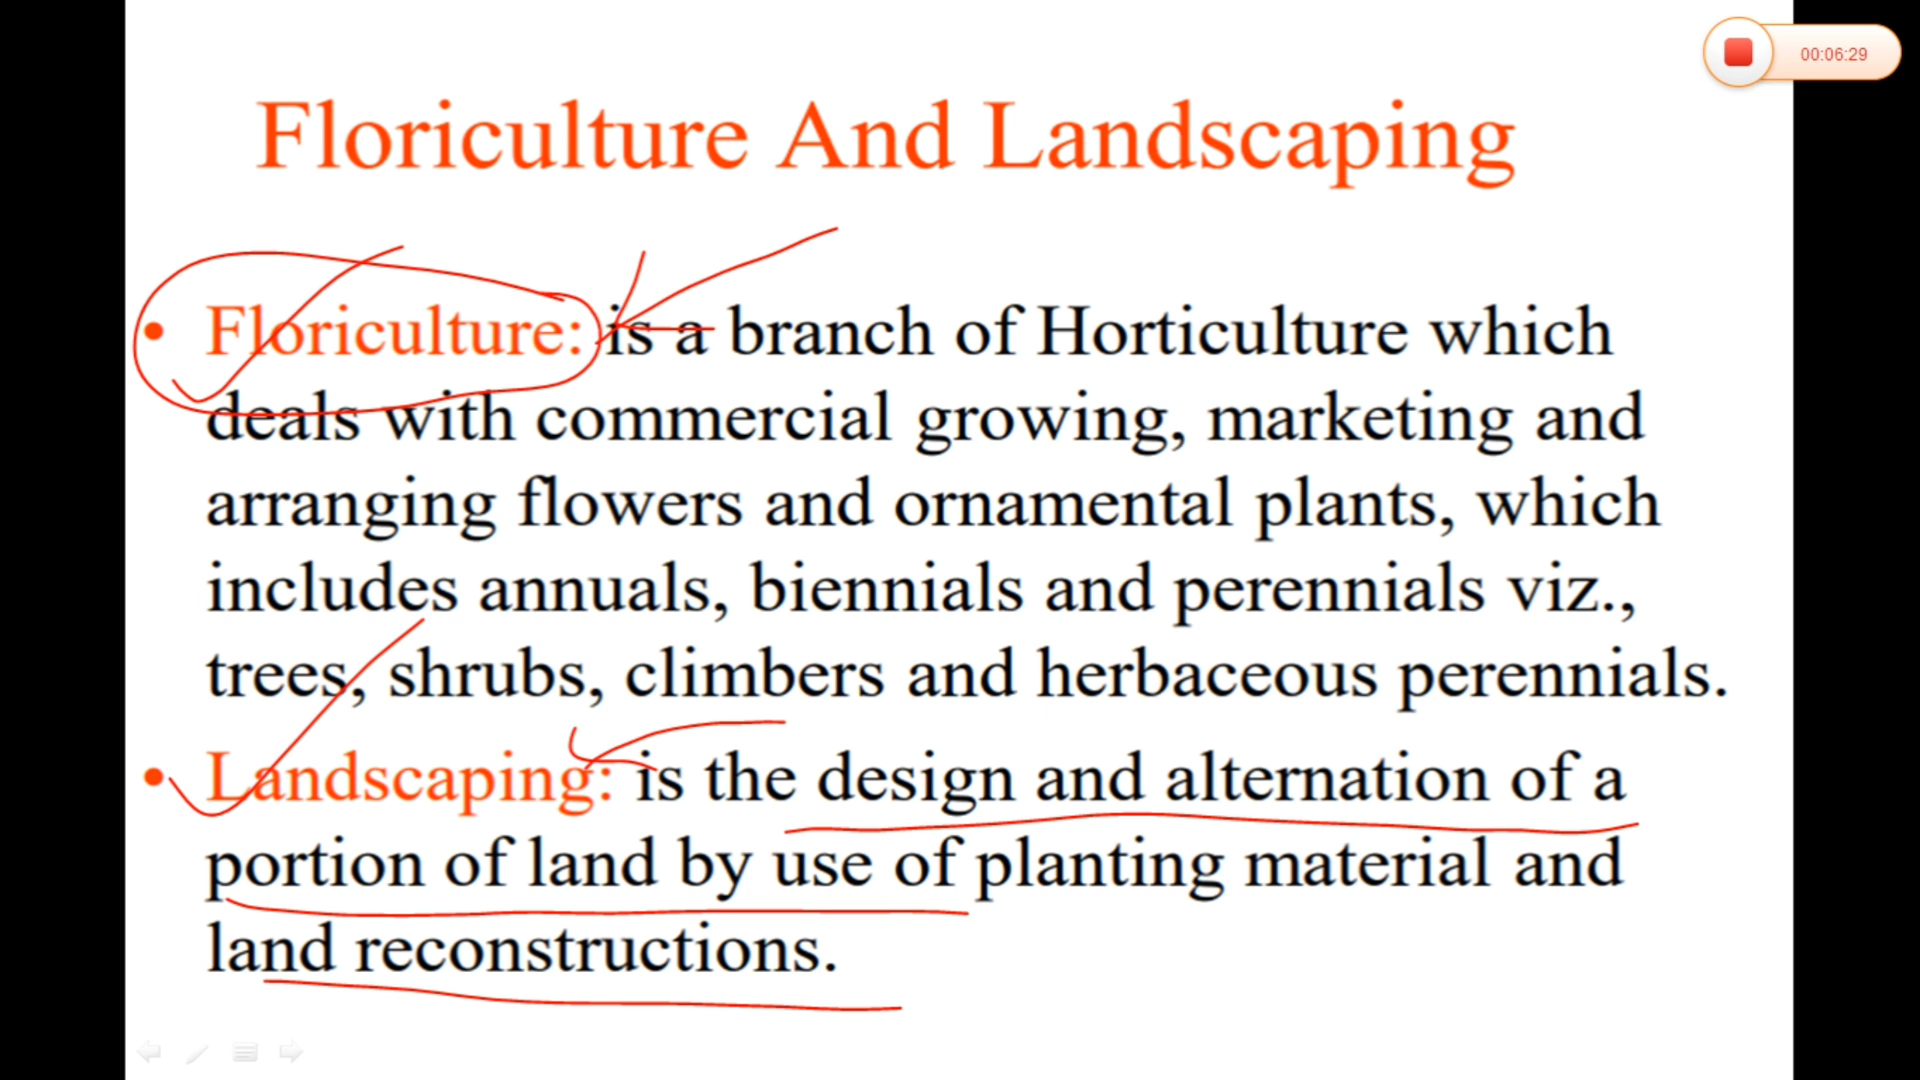 00:06:29
Floriculture And Landscaping
• Floriculture: is a branch of Horticulture which
deals with commercial growing, marketing and
arranging flowers and ornamental plants, which
includes annuals, biennials and perennials viz.,
trees, shrubs, climbers and herbaceous perennials.
• Landscaping: is the design and alternation of a
portion of land by use of planting material and
land reconstructions.